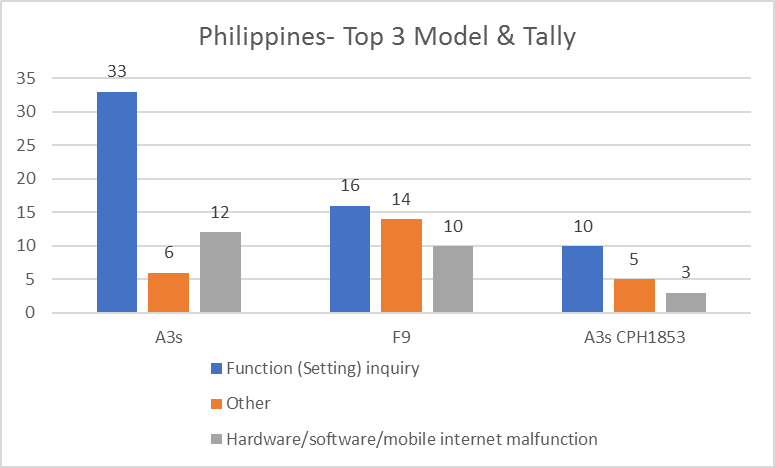 Philippines- Top 3 Model & Tally
35
30
25
20
15
10
5
0
33
6
12
16
14
10
10
5
3
A3s
F9
A3s CPH1853
Function (Setting) inquiry
Other
Hardware/software/mobile internet malfunction